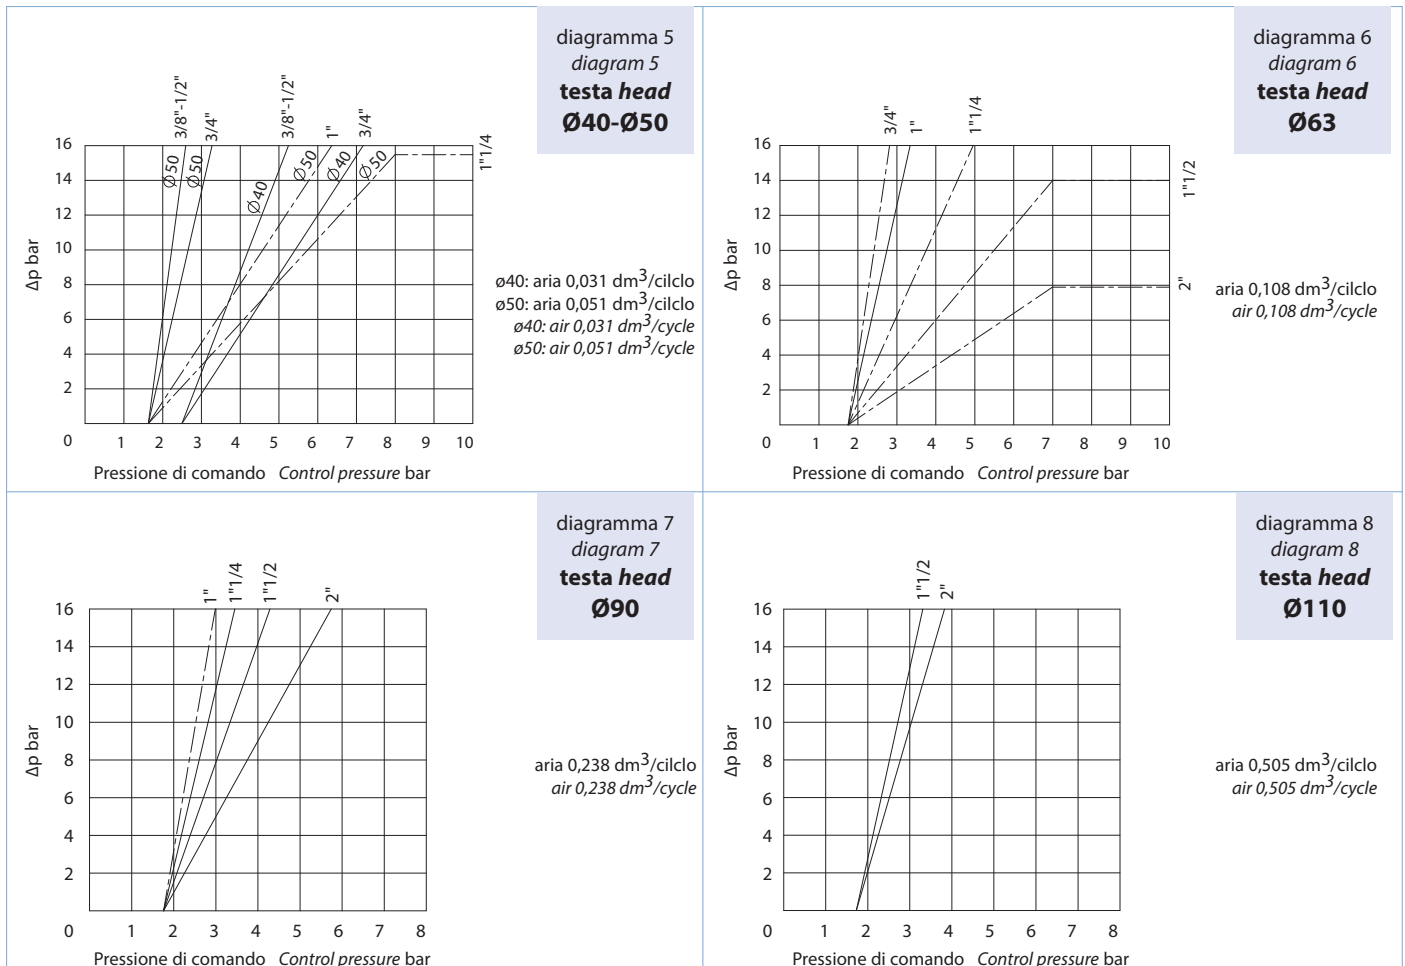 diagramma 5
diagram 5
testa head
Ø40-Ø50
3/8"-1/2"
3/4"
3/8"-1/2"
1"
3/4"
1"1/4
Ø50
Ø50
Ø40
Ø50
Ø40
Ø50
16
14
12
10
8
6
4
2
0
1 2 3 4 5 6 7 8 9 10
Δp bar
Pressione di comando Control pressure bar
ø40: aria 0,031 dm3/cilclo
ø50: aria 0,051 dm3/cilclo
ø40: air 0,031 dm3/cycle
ø50: air 0,051 dm3/cycle
diagramma 6
diagram 6
testa head
Ø63
3/4"
1"
1"1/4
1"1/2
2"
16
14
12
10
8
6
4
2
0
1 2 3 4 5 6 7 8 9 10
Δp bar
Pressione di comando Control pressure bar
aria 0,108 dm3/cilclo
air 0,108 dm3/cycle
diagramma 7
diagram 7
testa head
Ø90
1"
1"1/4
1"1/2
2"
16
14
12
10
8
6
4
2
0
1 2 3 4 5 6 7 8
Δp bar
Pressione di comando Control pressure bar
aria 0,238 dm3/cilclo
air 0,238 dm3/cycle
diagramma 8
diagram 8
testa head
Ø110
1"1/2
2"
16
14
12
10
8
6
4
2
0
1 2 3 4 5 6 7 8
Δp bar
Pressione di comando Control pressure bar
aria 0,505 dm3/cilclo
air 0,505 dm3/cycle